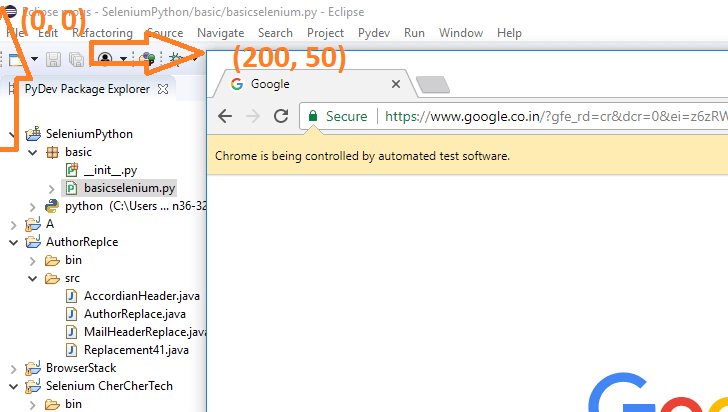 Eclipse - SeleniumPython/basic/basicselenium.py - Eclipse
(0, 0)
File Edit Refactoring Source Navigate Search Project Pydev Run Window Help
(200, 50)
PyDev Package Explorer
Google
Secure https://www.google.co.in/?gfe_rd=cr&dcr=0&ei=z6zRW
Chrome is being controlled by automated test software.
SeleniumPython
basic
__init__.py
basicselenium.py
python (C:\Users ... n36-32
A
AuthorReplce
bin
src
AccordianHeader.java
AuthorReplace.java
MailHeaderReplace.java
Replacement41.java
BrowserStack
Selenium CherCherTech
bin
Goo